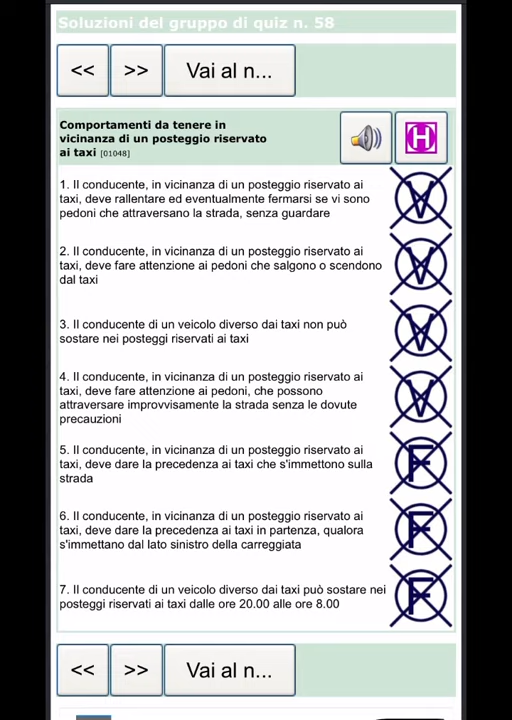 Soluzioni del gruppo di quiz n. 58
<< >> Vai al n...
Comportamenti da tenere in
vicinanza di un posteggio riservato
ai taxi [01048]
H
1. Il conducente, in vicinanza di un posteggio riservato ai
taxi, deve rallentare ed eventualmente fermarsi se vi sono
pedoni che attraversano la strada, senza guardare
V
2. Il conducente, in vicinanza di un posteggio riservato ai
taxi, deve fare attenzione ai pedoni che salgono o scendono
dal taxi
V
3. Il conducente di un veicolo diverso dai taxi non può
sostare nei posteggi riservati ai taxi
V
4. Il conducente, in vicinanza di un posteggio riservato ai
taxi, deve fare attenzione ai pedoni, che possono
attraversare improvvisamente la strada senza le dovute
precauzioni
V
5. Il conducente, in vicinanza di un posteggio riservato ai
taxi, deve dare la precedenza ai taxi che s'immettono sulla
strada
F
6. Il conducente, in vicinanza di un posteggio riservato ai
taxi, deve dare la precedenza ai taxi in partenza, qualora
s'immettano dal lato sinistro della carreggiata
F
7. Il conducente di un veicolo diverso dai taxi può sostare nei
posteggi riservati ai taxi dalle ore 20.00 alle ore 8.00
F
<< >> Vai al n...